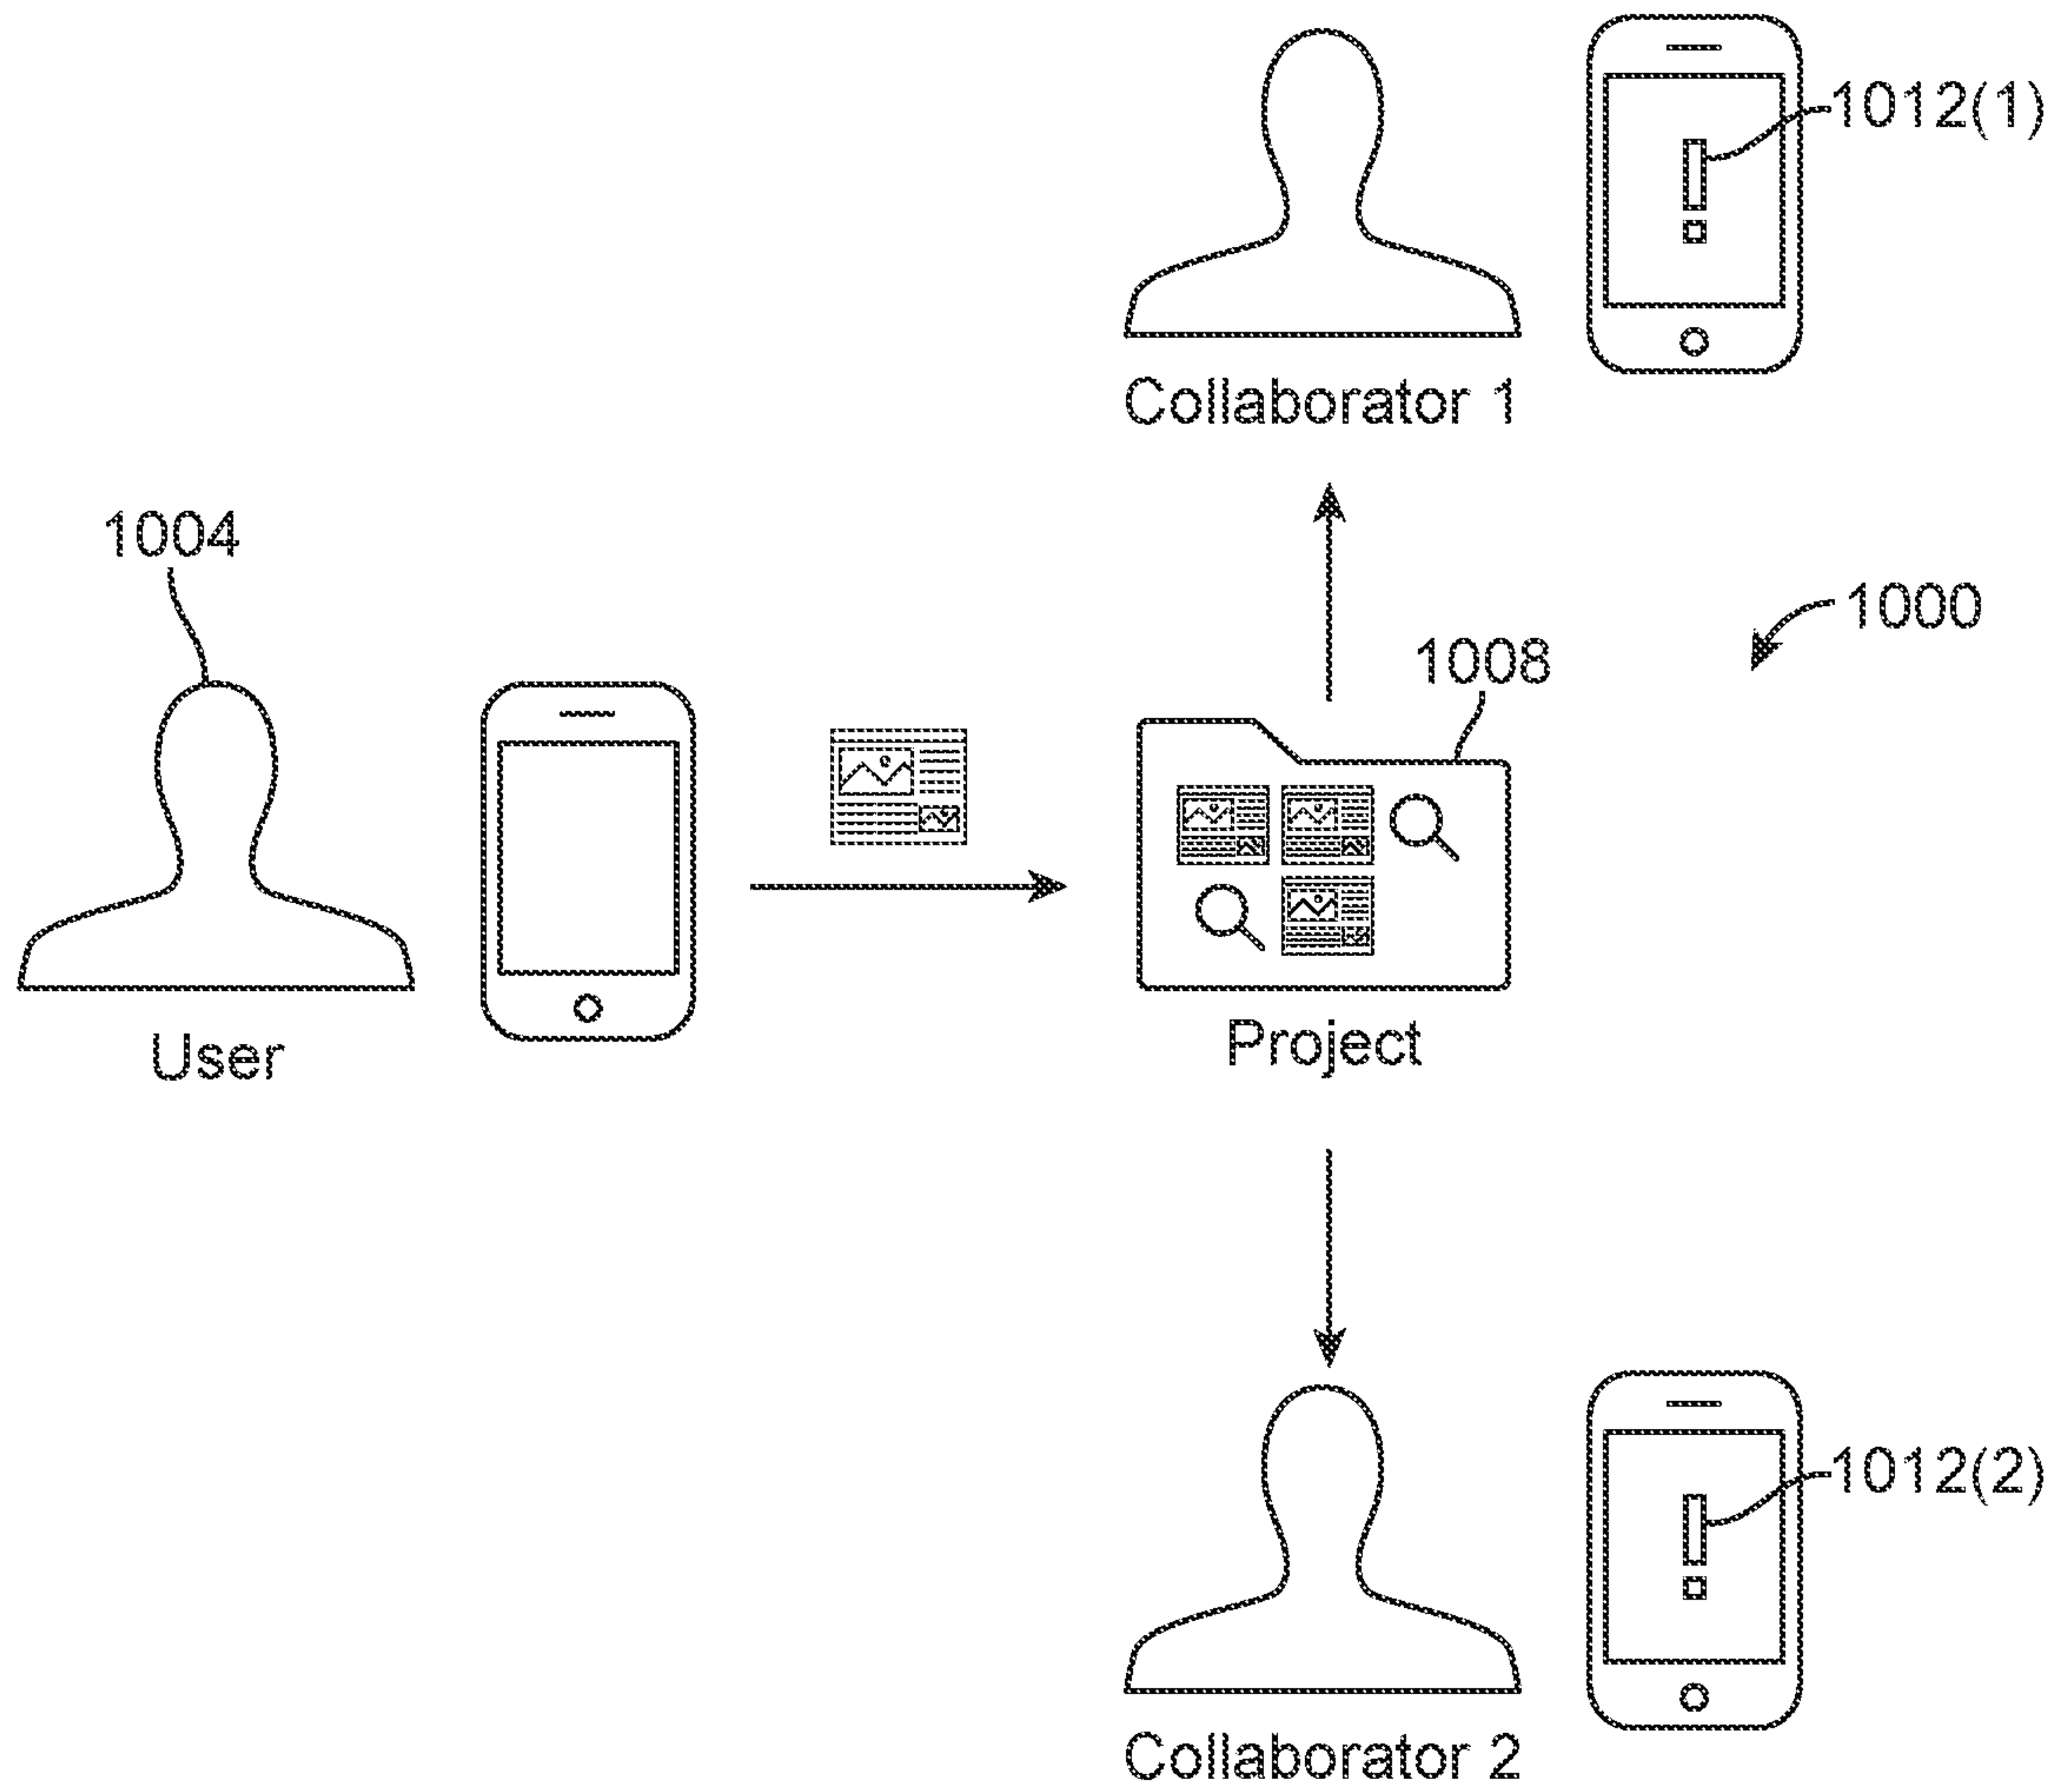 1012(1)
Collaborator 1
1004
1000
1008
User
Project
1012(2)
Collaborator 2